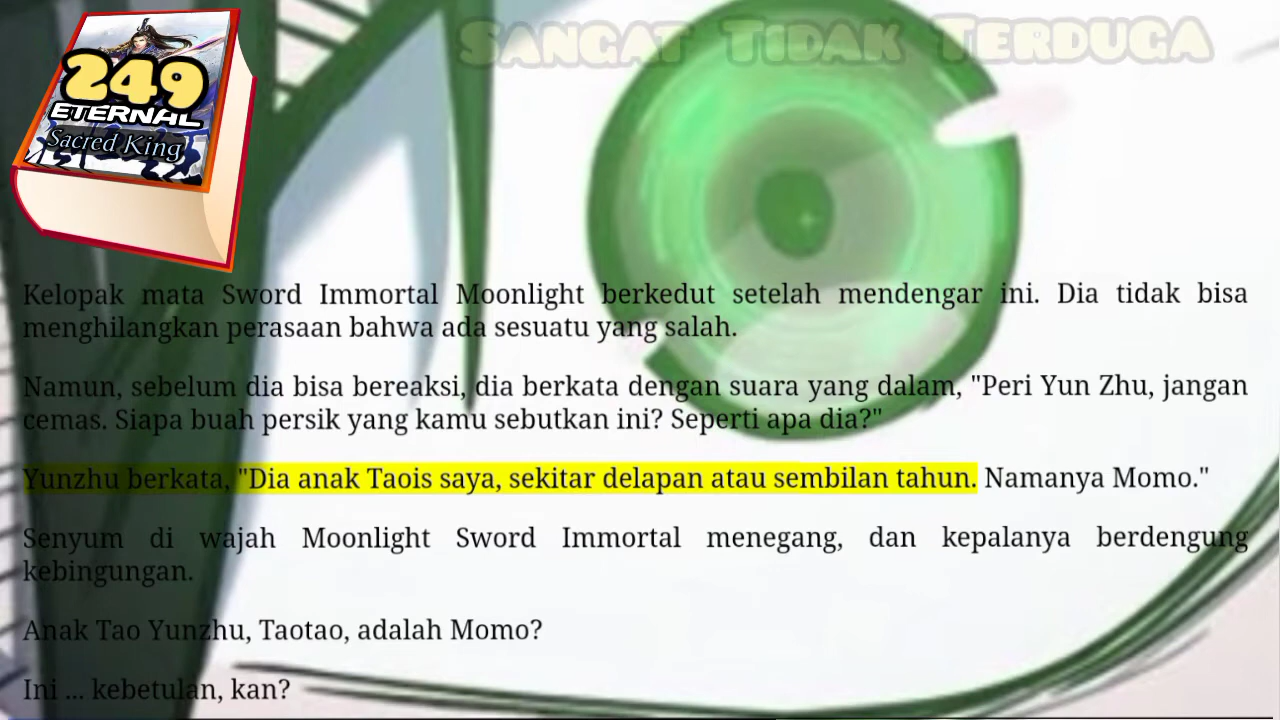 SANGAT TIDAK TERDUGA
249
ETERNAL
Sacred King
Kelopak mata Sword Immortal Moonlight berkedut setelah mendengar ini. Dia tidak bisa
menghilangkan perasaan bahwa ada sesuatu yang salah.
Namun, sebelum dia bisa bereaksi, dia berkata dengan suara yang dalam, "Peri Yun Zhu, jangan
cemas. Siapa buah persik yang kamu sebutkan ini? Seperti apa dia?"
Yunzhu berkata, "Dia anak Taois saya, sekitar delapan atau sembilan tahun. Namanya Momo."
Senyum di wajah Moonlight Sword Immortal menegang, dan kepalanya berdengung
kebingungan.
Anak Tao Yunzhu, Taotao, adalah Momo?
Ini ... kebetulan, kan?